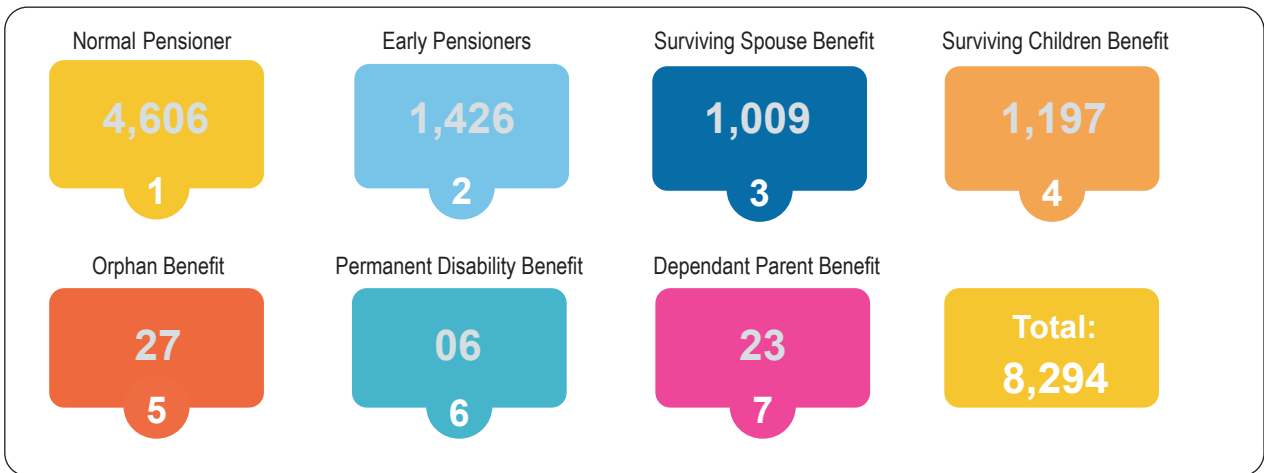 Normal Pensioner
4,606
1
Early Pensioners
1,426
2
Surviving Spouse Benefit
1,009
3
Surviving Children Benefit
1,197
4
Orphan Benefit
27
5
Permanent Disability Benefit
06
6
Dependant Parent Benefit
23
7
Total:
8,294